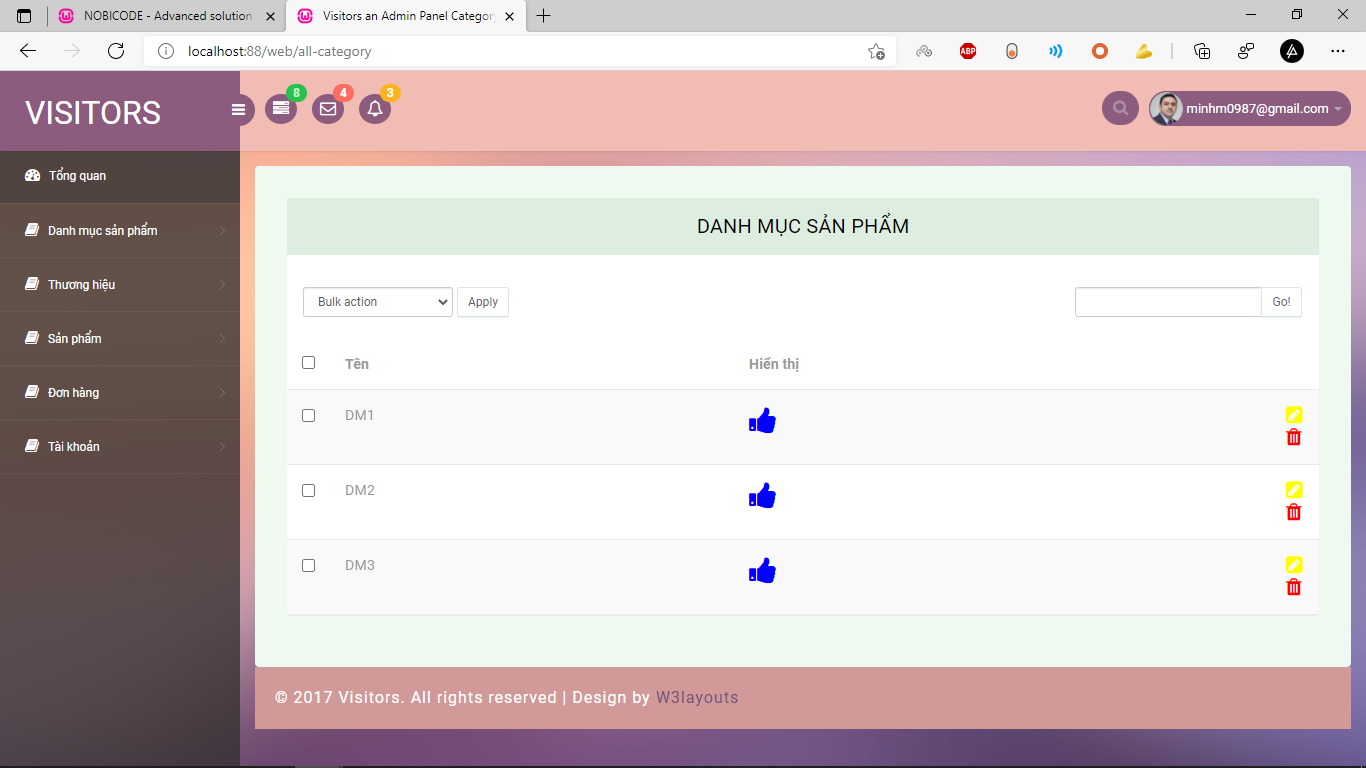 NOBICODE - Advanced solution
Visitors an Admin Panel Categor
localhost:88/web/all-category
ABP
VISITORS
8
4
3
minhm0987@gmail.com
Tổng quan
Danh mục sản phẩm
Thương hiệu
Sản phẩm
Đơn hàng
Tài khoản
DANH MỤC SẢN PHẨM
Bulk action
Apply
Go!
Tên
Hiển thị
DM1
DM2
DM3
© 2017 Visitors. All rights reserved | Design by W3layouts